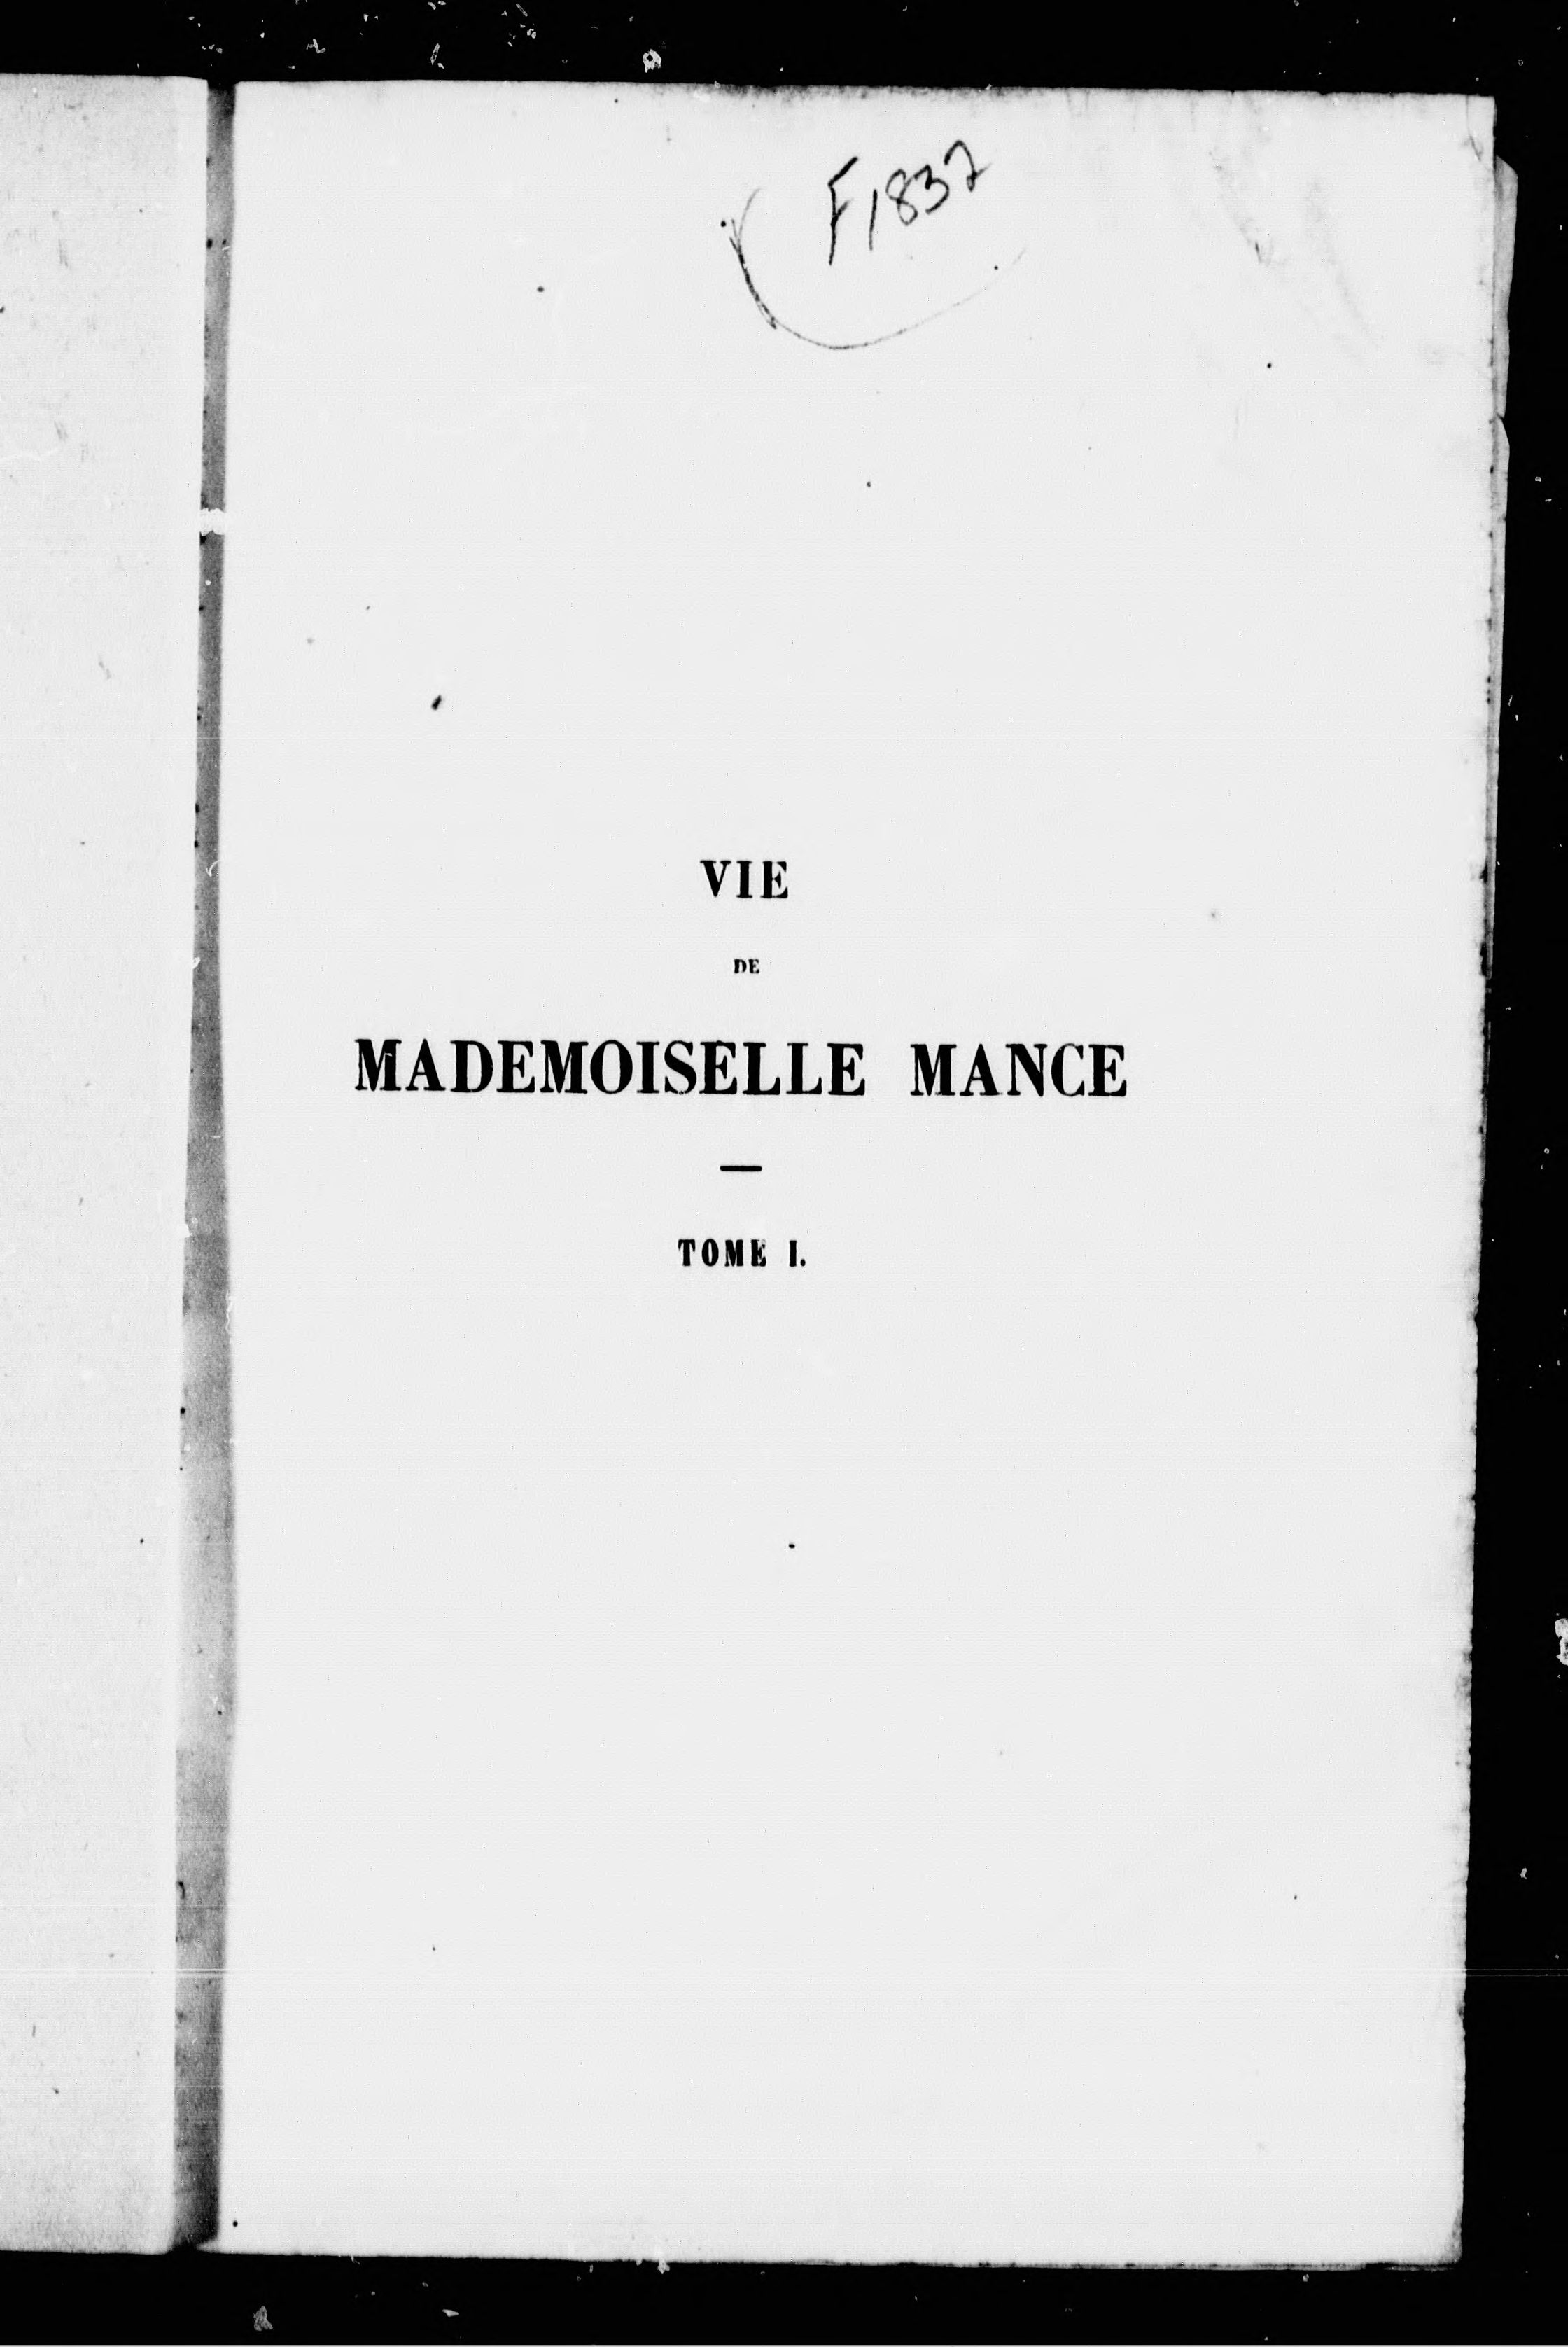 F1837
VIE
DE
MADEMOISELLE MANCE
TOME I.